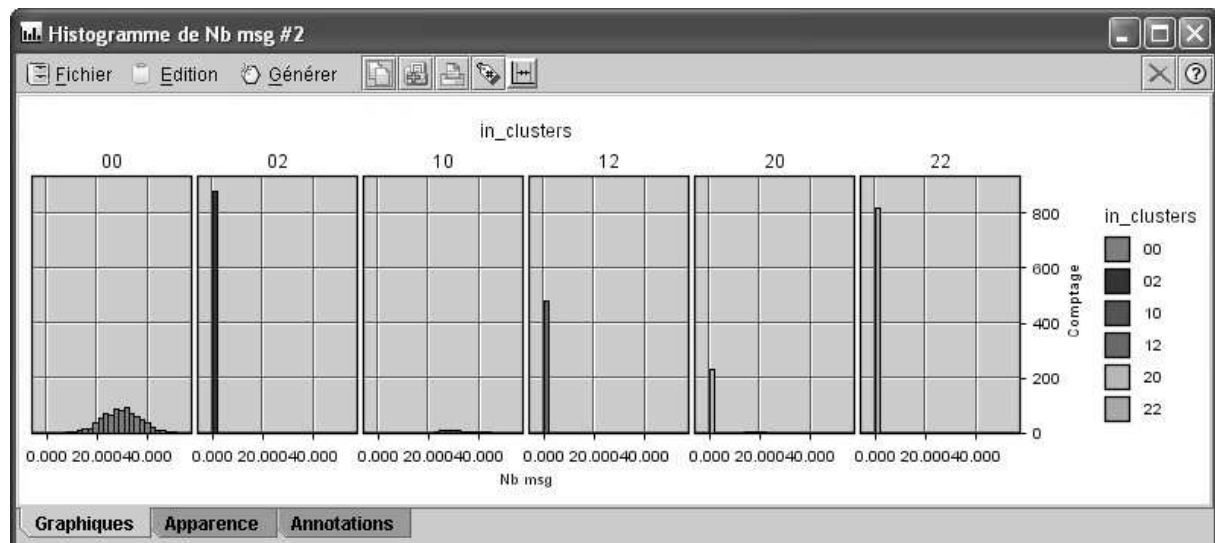 Histogramme de Nb msg #2
Fichier Edition Générer
in_clusters
00 02 10 12 20 22
800
600
400
200
0
Comptage
0.000 20.00040.000 0.000 20.00040.000 0.000 20.00040.000 0.000 20.00040.000 0.000 20.00040.000 0.000 20.00040.000
Nb msg
in_clusters
00
02
10
12
20
22
Graphiques Apparence Annotations